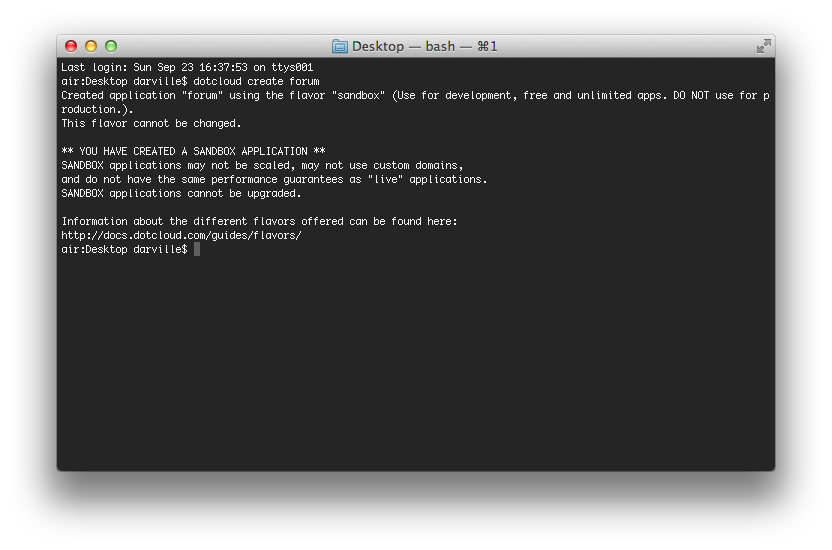 Desktop — bash — ⌘1
Last login: Sun Sep 23 16:37:53 on ttys001
air:Desktop darville$ dotcloud create forum
Created application "forum" using the flavor "sandbox" (Use for development, free and unlimited apps. DO NOT use for p
roduction.).
This flavor cannot be changed.
** YOU HAVE CREATED A SANDBOX APPLICATION **
SANDBOX applications may not be scaled, may not use custom domains,
and do not have the same performance guarantees as "live" applications.
SANDBOX applications cannot be upgraded.
Information about the different flavors offered can be found here:
http://docs.dotcloud.com/guides/flavors/
air:Desktop darville$